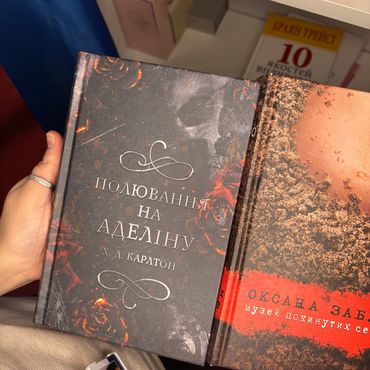 БРАЯН ТРЕЙСІ
10
ЯКОСТЕЙ
ПОЛЮВАННЯ
НА
АДЕЛІНУ
Х. Д. КАРЛТОН
ОКСАНА ЗАБ
музей покинутих се